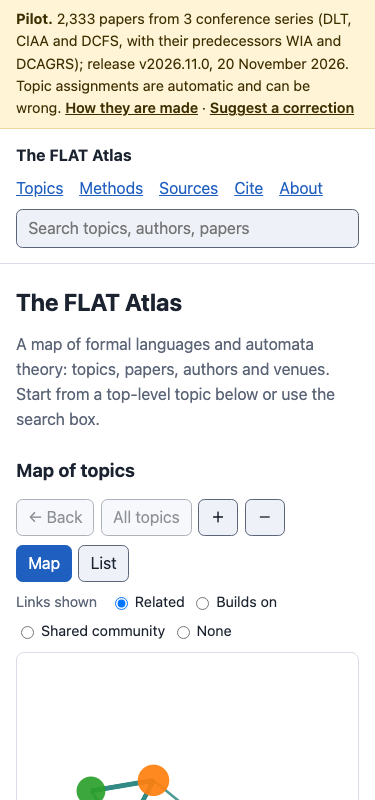 Pilot. 2,333 papers from 3 conference series (DLT,
CIAA and DCFS, with their predecessors WIA and
DCAGRS); release v2026.11.0, 20 November 2026.
Topic assignments are automatic and can be
wrong. How they are made · Suggest a correction
The FLAT Atlas
Topics Methods Sources Cite About
Search topics, authors, papers
The FLAT Atlas
A map of formal languages and automata
theory: topics, papers, authors and venues.
Start from a top-level topic below or use the
search box.
Map of topics
← Back All topics + −
Map List
Links shown Related Builds on
Shared community None